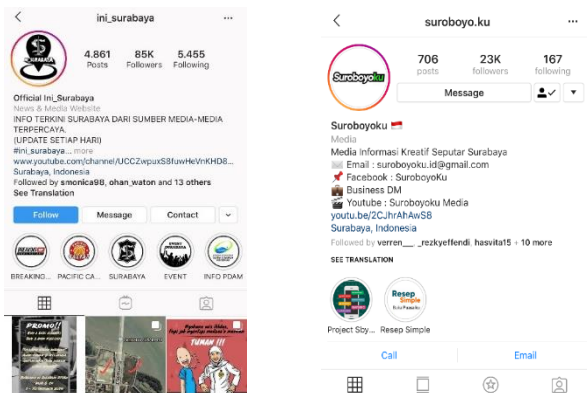 ini_surabaya
4.861 85K 5.455
Posts Followers Following
Official Ini_Surabaya
News & Media Website
INFO TERKINI SURABAYA DARI SUMBER MEDIA-MEDIA
TERPERCAYA.
(UPDATE SETIAP HARI)
#ini_surabaya... more
www.youtube.com/channel/UCCZwpuxS8fuwHeVnKHD8...
Surabaya, Indonesia
Followed by smonica98, ohan_waton and 13 others
See Translation
Follow Message Contact
BREAKING... PACIFIC CA... SURABAYA EVENT INFO PDAM
PROMO!!
TUMAN !!!
suroboyo.ku
Suroboyoku
706 23K 167
posts followers following
Message
Suroboyoku
Media
Media Informasi Kreatif Seputar Surabaya
Email : suroboyoku.id@gmail.com
Facebook : SuroboyoKu
Business DM
Youtube : Suroboyoku Media
youtu.be/2CJhrAhAwS8
Surabaya, Indonesia
Followed by verren__, _rezkyeffendi, hasvita15 + 10 more
SEE TRANSLATION
Resep
Simple
Project Sby... Resep Simple
Call Email